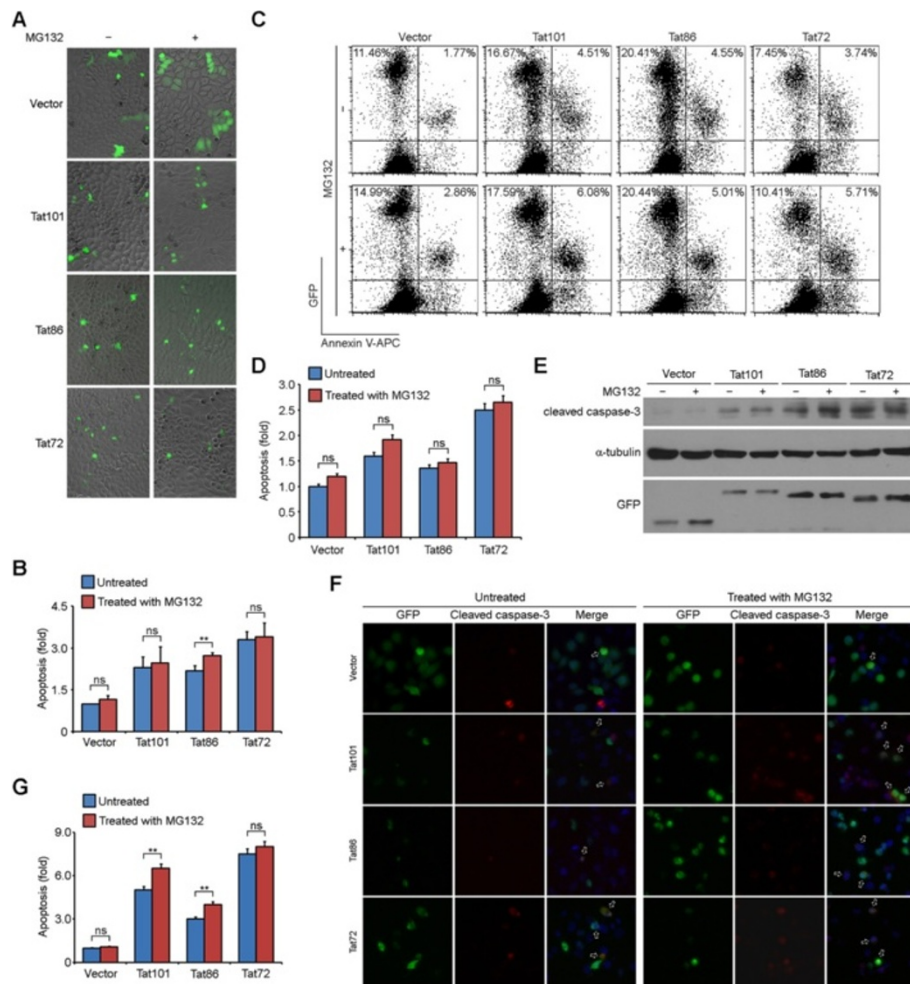 A
MG132 – +
Vector
Tat101
Tat86
Tat72
C
Vector Tat101 Tat86 Tat72
11.46% 1.77% 16.67% 4.51% 20.41% 4.55% 7.45% 3.74%
–
MG132
14.99% 2.86% 17.59% 6.08% 20.44% 5.01% 10.41% 5.71%
+
GFP
Annexin V-APC
D
Untreated
Treated with MG132
Apoptosis (fold)
3.0
2.5
2.0
1.5
1.0
0.5
0
ns ns ns ns
Vector Tat101 Tat86 Tat72
E
Vector Tat101 Tat86 Tat72
– + – + – + – + MG132
cleaved caspase-3
α-tubulin
GFP
B
Untreated
Treated with MG132
Apoptosis (fold)
4.5
3.0
1.5
0
ns ns ** ns
Vector Tat101 Tat86 Tat72
F
Untreated Treated with MG132
GFP Cleaved caspase-3 Merge GFP Cleaved caspase-3 Merge
Vector
Tat101
Tat86
Tat72
G
Untreated
Treated with MG132
Apoptosis (fold)
9.0
6.0
3.0
0
ns ** ** ns
Vector Tat101 Tat86 Tat72